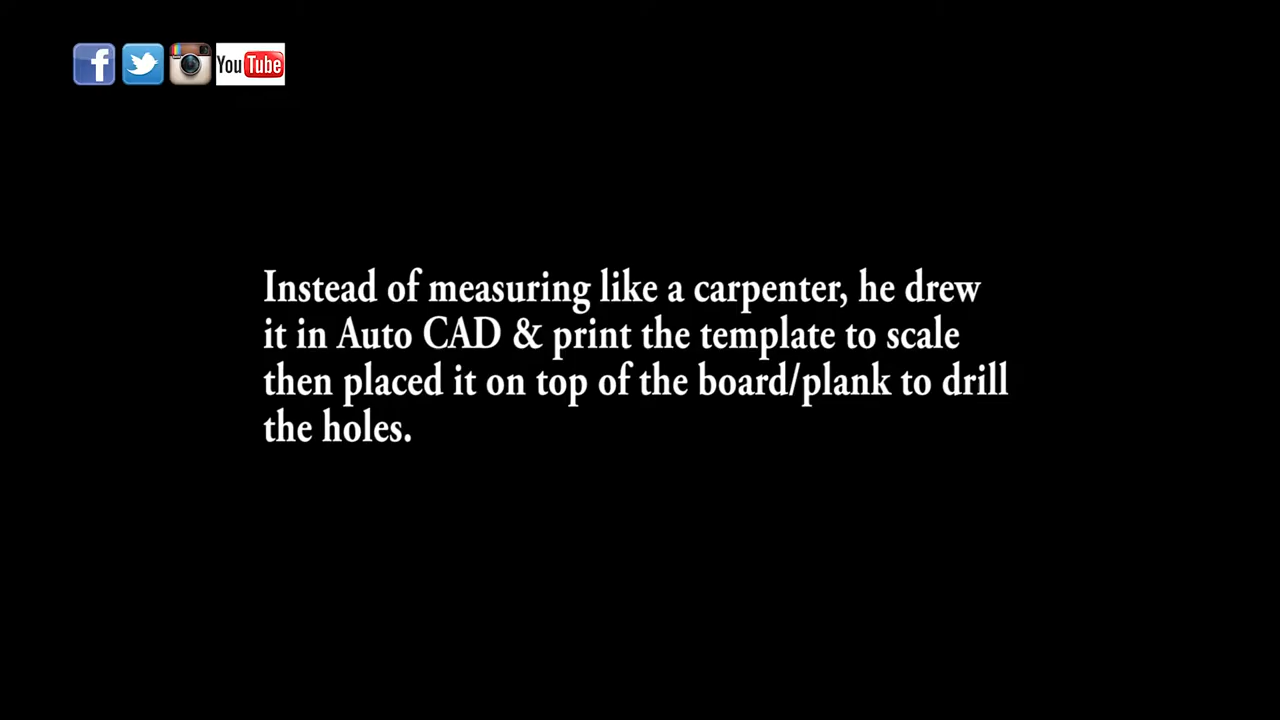 f
You Tube
Instead of measuring like a carpenter, he drew
it in Auto CAD & print the template to scale
then placed it on top of the board/plank to drill
the holes.